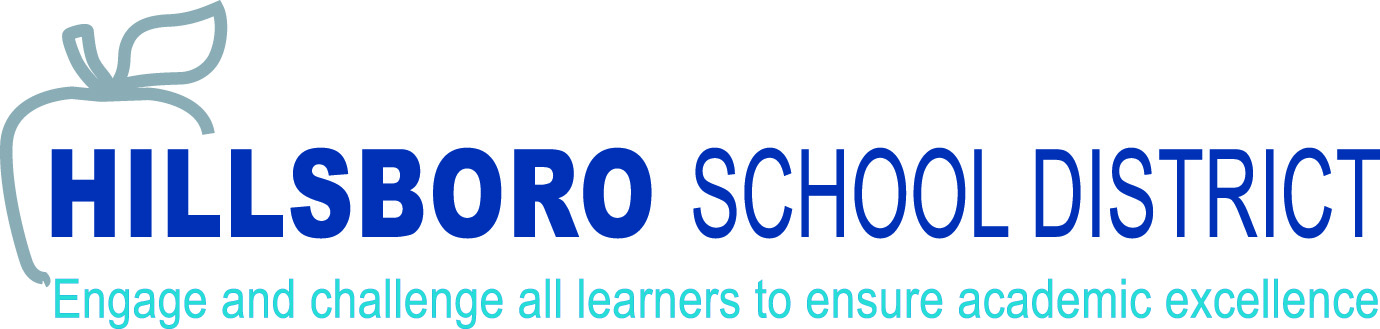 HILLSBORO SCHOOL DISTRICT
Engage and challenge all learners to ensure academic excellence